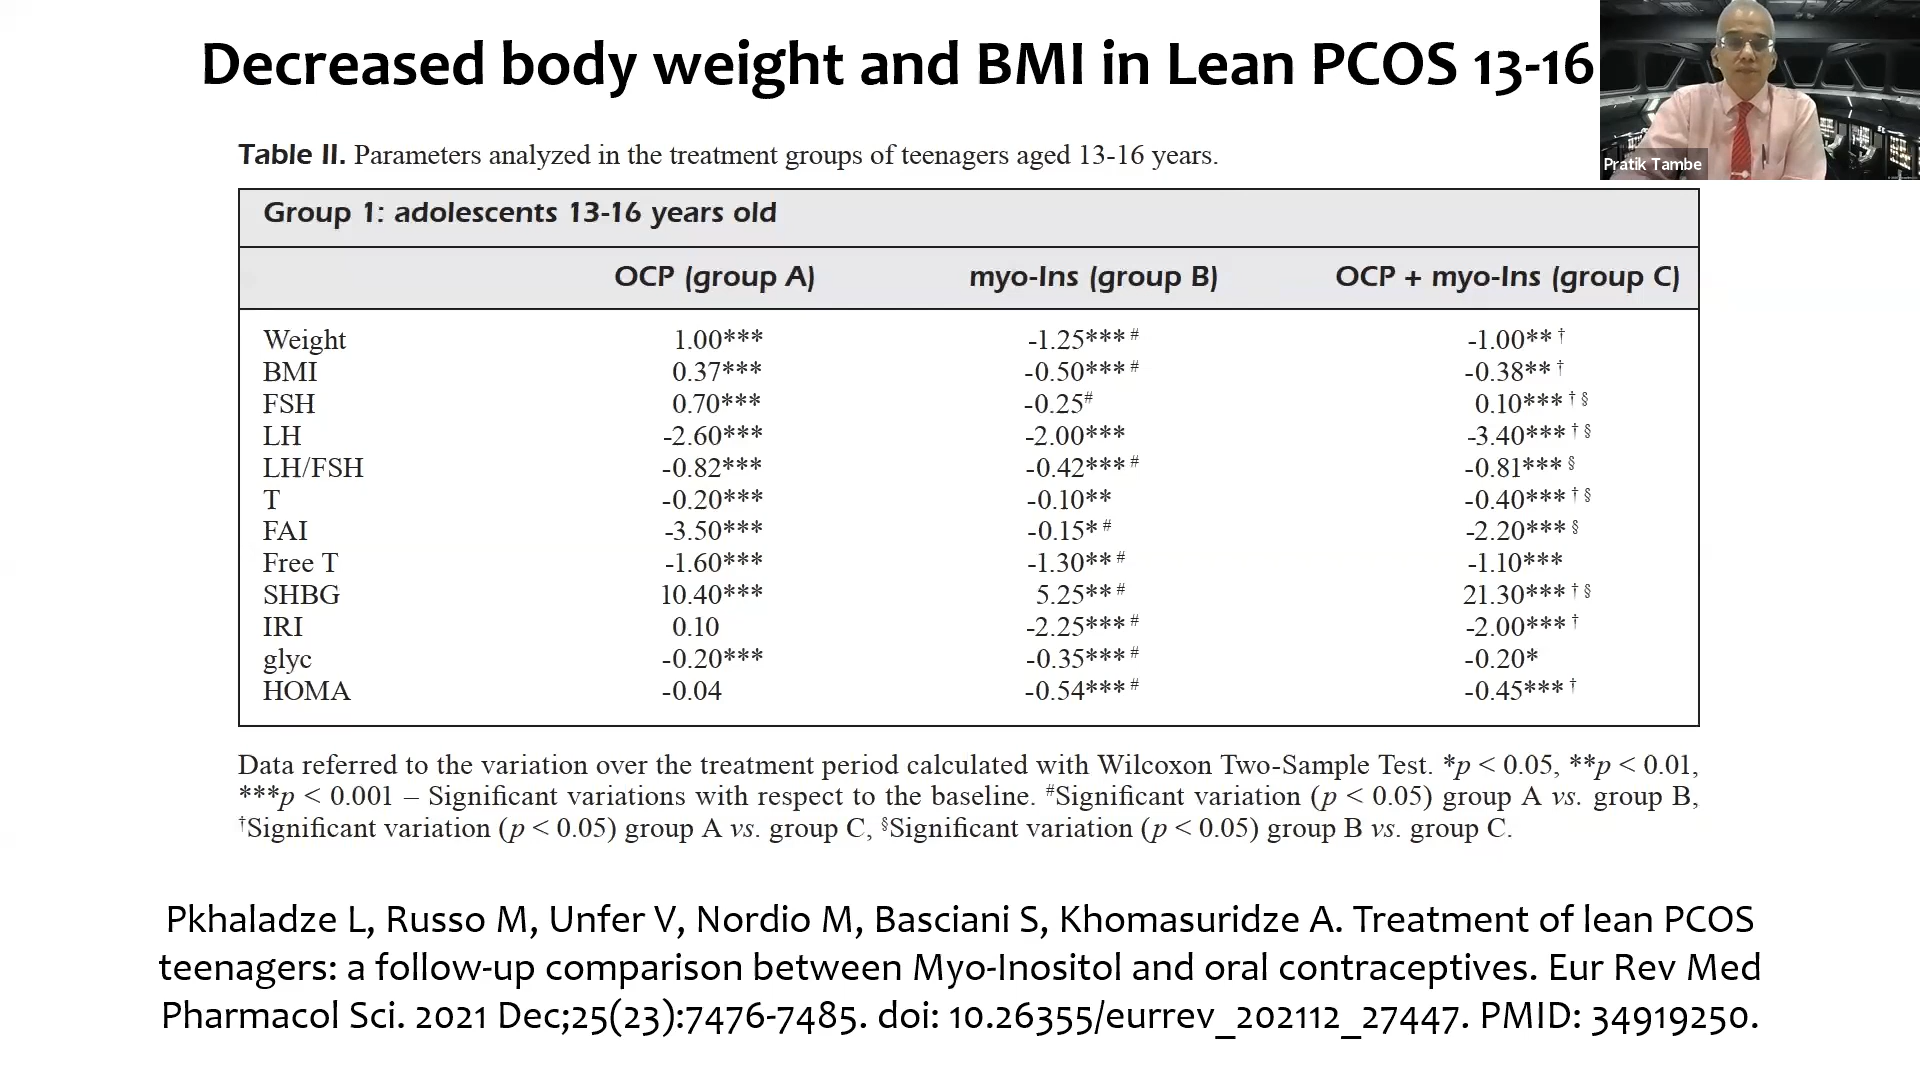 Decreased body weight and BMI in Lean PCOS 13-16
Pratik Tambe
Table II. Parameters analyzed in the treatment groups of teenagers aged 13-16 years.
Group 1: adolescents 13-16 years old
OCP (group A) myo-Ins (group B) OCP + myo-Ins (group C)
Weight 1.00*** -1.25*** # -1.00** †
BMI 0.37*** -0.50*** # -0.38** †
FSH 0.70*** -0.25# 0.10*** † §
LH -2.60*** -2.00*** -3.40*** † §
LH/FSH -0.82*** -0.42*** # -0.81*** §
T -0.20*** -0.10** -0.40*** † §
FAI -3.50*** -0.15* # -2.20*** §
Free T -1.60*** -1.30** # -1.10***
SHBG 10.40*** 5.25** # 21.30*** † §
IRI 0.10 -2.25*** # -2.00*** †
glyc -0.20*** -0.35*** # -0.20*
HOMA -0.04 -0.54*** # -0.45*** †
Data referred to the variation over the treatment period calculated with Wilcoxon Two-Sample Test. *p < 0.05, **p < 0.01,
***p < 0.001 – Significant variations with respect to the baseline. #Significant variation (p < 0.05) group A vs. group B,
†Significant variation (p < 0.05) group A vs. group C, §Significant variation (p < 0.05) group B vs. group C.
Pkhaladze L, Russo M, Unfer V, Nordio M, Basciani S, Khomasuridze A. Treatment of lean PCOS
teenagers: a follow-up comparison between Myo-Inositol and oral contraceptives. Eur Rev Med
Pharmacol Sci. 2021 Dec;25(23):7476-7485. doi: 10.26355/eurrev_202112_27447. PMID: 34919250.